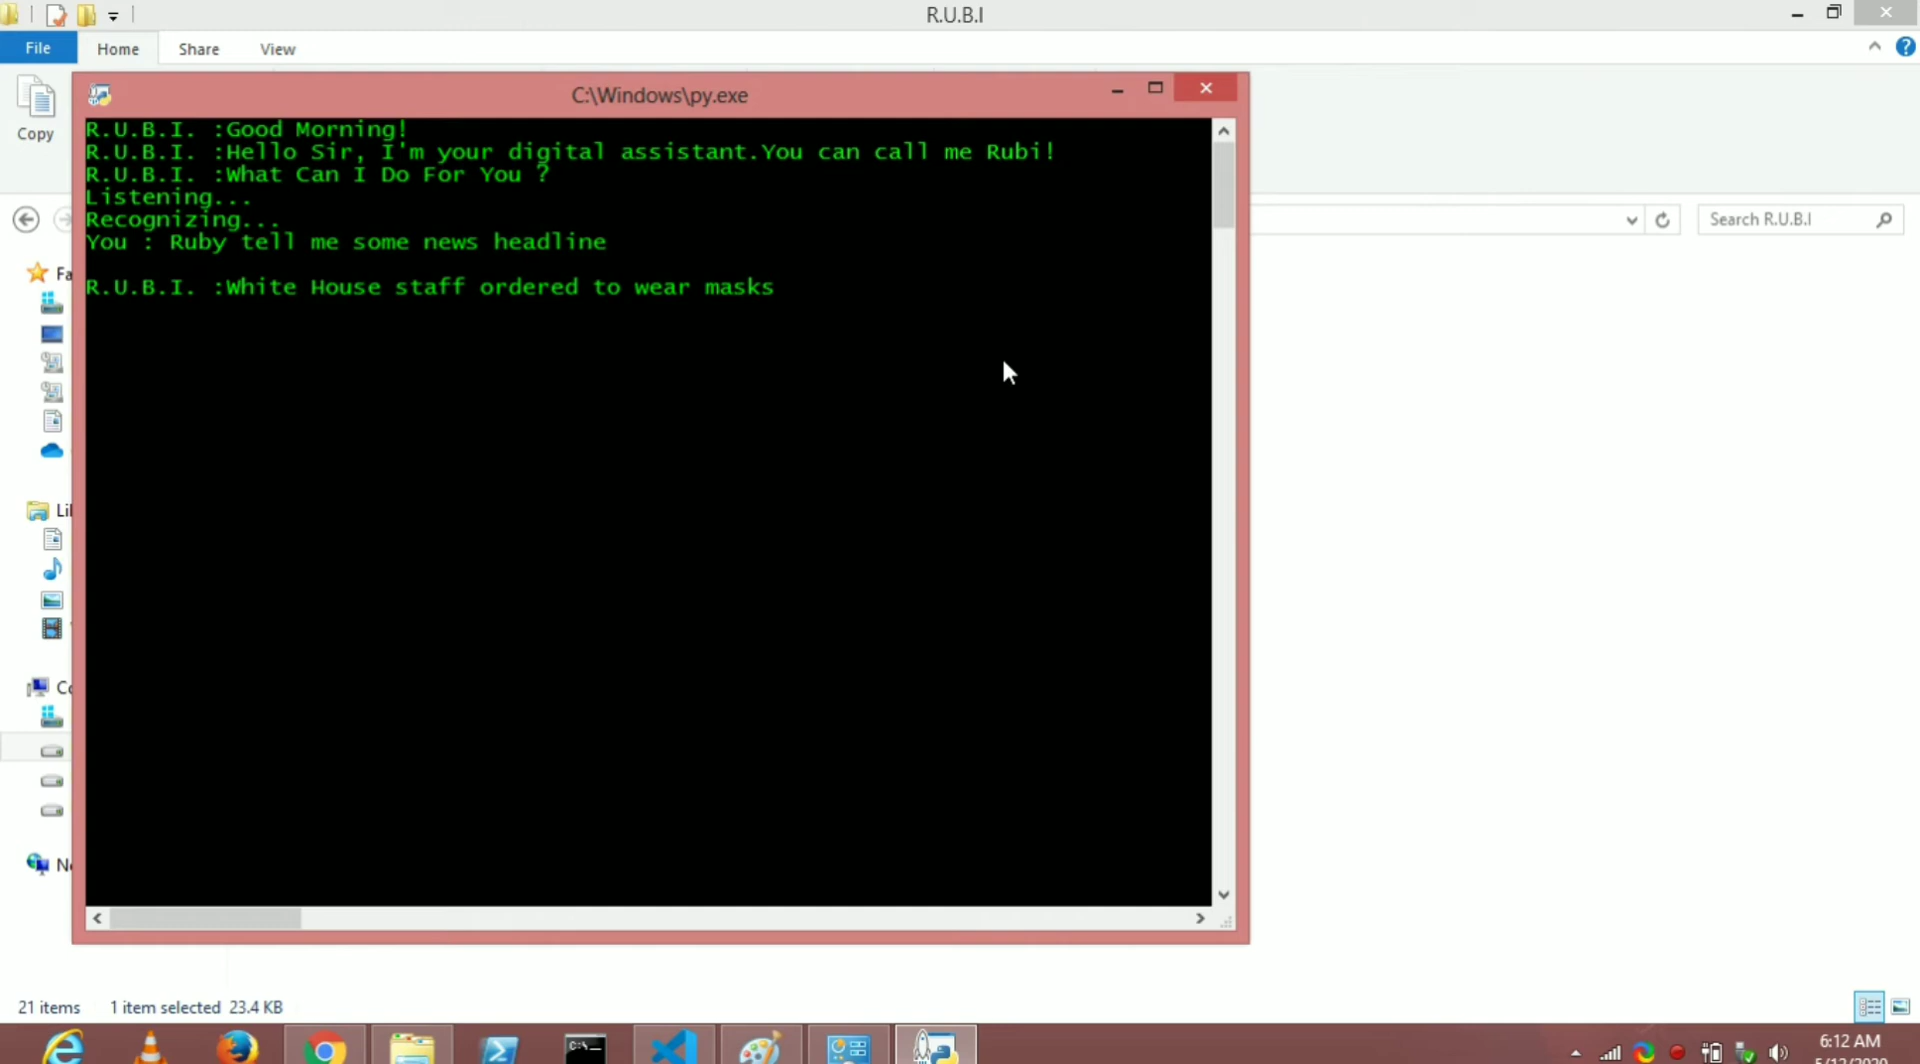 R.U.B.I
File
Home
Share
View
Copy
C:\Windows\py.exe
R.U.B.I. :Good Morning!
R.U.B.I. :Hello Sir, I'm your digital assistant.You can call me Rubi!
R.U.B.I. :What Can I Do For You ?
Listening...
Recognizing...
You : Ruby tell me some news headline
R.U.B.I. :White House staff ordered to wear masks
Search R.U.B.I
21 items 1 item selected 23.4 KB
6:12 AM